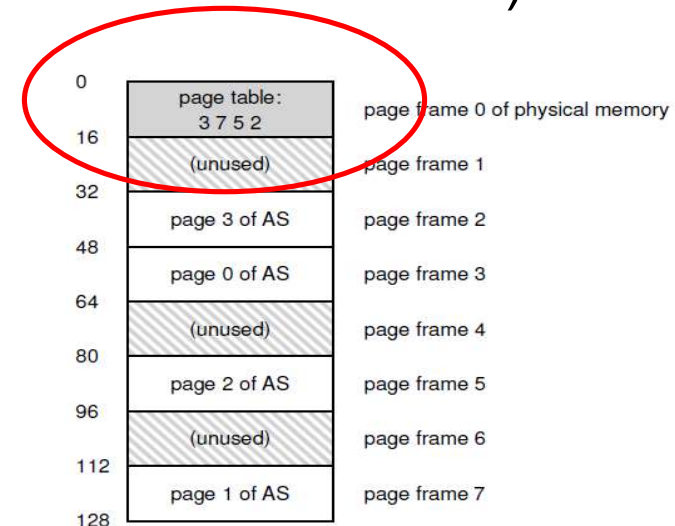 0
page table:
3 7 5 2
page frame 0 of physical memory
16
(unused)
page frame 1
32
page 3 of AS
page frame 2
48
page 0 of AS
page frame 3
64
(unused)
page frame 4
80
page 2 of AS
page frame 5
96
(unused)
page frame 6
112
page 1 of AS
page frame 7
128